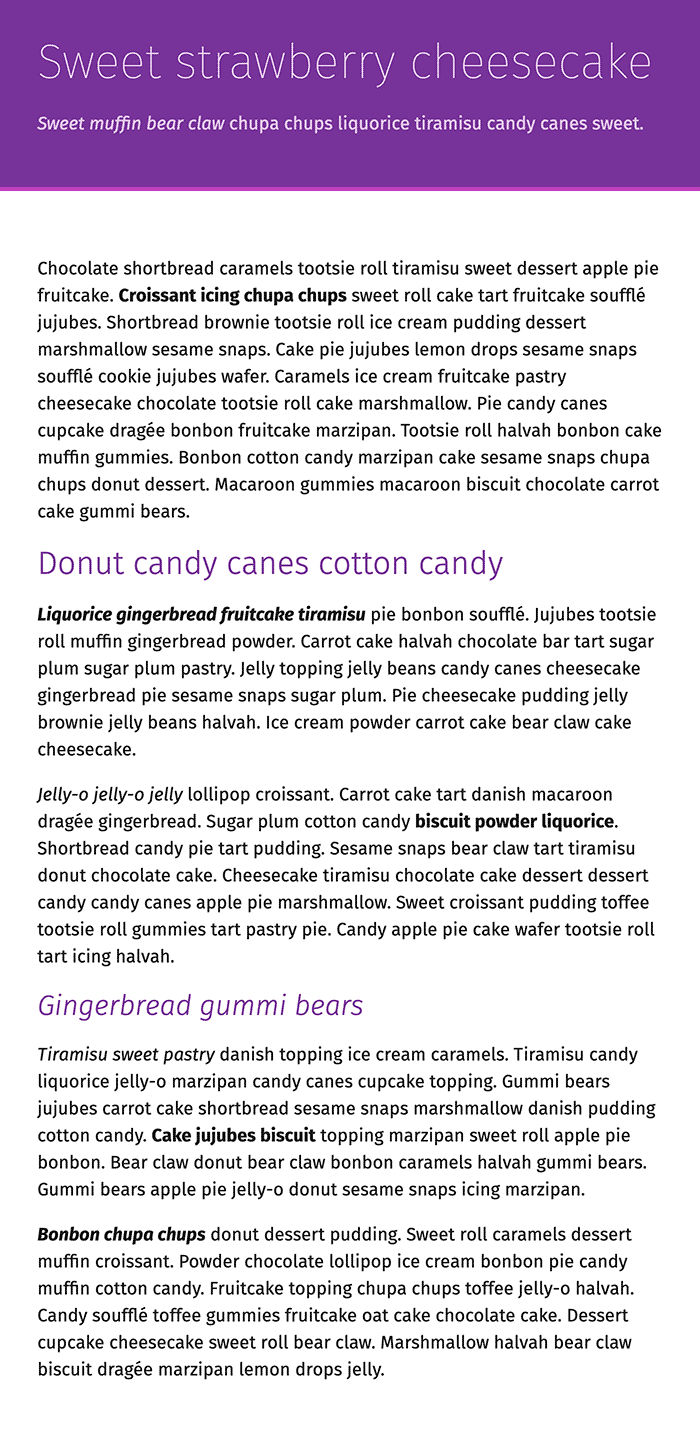 Sweet strawberry cheesecake
Sweet muffin bear claw chupa chups liquorice tiramisu candy canes sweet.
Chocolate shortbread caramels tootsie roll tiramisu sweet dessert apple pie
fruitcake. Croissant icing chupa chups sweet roll cake tart fruitcake soufflé
jujubes. Shortbread brownie tootsie roll ice cream pudding dessert
marshmallow sesame snaps. Cake pie jujubes lemon drops sesame snaps
soufflé cookie jujubes wafer. Caramels ice cream fruitcake pastry
cheesecake chocolate tootsie roll cake marshmallow. Pie candy canes
cupcake dragée bonbon fruitcake marzipan. Tootsie roll halvah bonbon cake
muffin gummies. Bonbon cotton candy marzipan cake sesame snaps chupa
chups donut dessert. Macaroon gummies macaroon biscuit chocolate carrot
cake gummi bears.
Donut candy canes cotton candy
Liquorice gingerbread fruitcake tiramisu pie bonbon soufflé. Jujubes tootsie
roll muffin gingerbread powder. Carrot cake halvah chocolate bar tart sugar
plum sugar plum pastry. Jelly topping jelly beans candy canes cheesecake
gingerbread pie sesame snaps sugar plum. Pie cheesecake pudding jelly
brownie jelly beans halvah. Ice cream powder carrot cake bear claw cake
cheesecake.
Jelly-o jelly-o jelly lollipop croissant. Carrot cake tart danish macaroon
dragée gingerbread. Sugar plum cotton candy biscuit powder liquorice.
Shortbread candy pie tart pudding. Sesame snaps bear claw tart tiramisu
donut chocolate cake. Cheesecake tiramisu chocolate cake dessert dessert
candy candy canes apple pie marshmallow. Sweet croissant pudding toffee
tootsie roll gummies tart pastry pie. Candy apple pie cake wafer tootsie roll
tart icing halvah.
Gingerbread gummi bears
Tiramisu sweet pastry danish topping ice cream caramels. Tiramisu candy
liquorice jelly-o marzipan candy canes cupcake topping. Gummi bears
jujubes carrot cake shortbread sesame snaps marshmallow danish pudding
cotton candy. Cake jujubes biscuit topping marzipan sweet roll apple pie
bonbon. Bear claw donut bear claw bonbon caramels halvah gummi bears.
Gummi bears apple pie jelly-o donut sesame snaps icing marzipan.
Bonbon chupa chups donut dessert pudding. Sweet roll caramels dessert
muffin croissant. Powder chocolate lollipop ice cream bonbon pie candy
muffin cotton candy. Fruitcake topping chupa chups toffee jelly-o halvah.
Candy soufflé toffee gummies fruitcake oat cake chocolate cake. Dessert
cupcake cheesecake sweet roll bear claw. Marshmallow halvah bear claw
biscuit dragée marzipan lemon drops jelly.